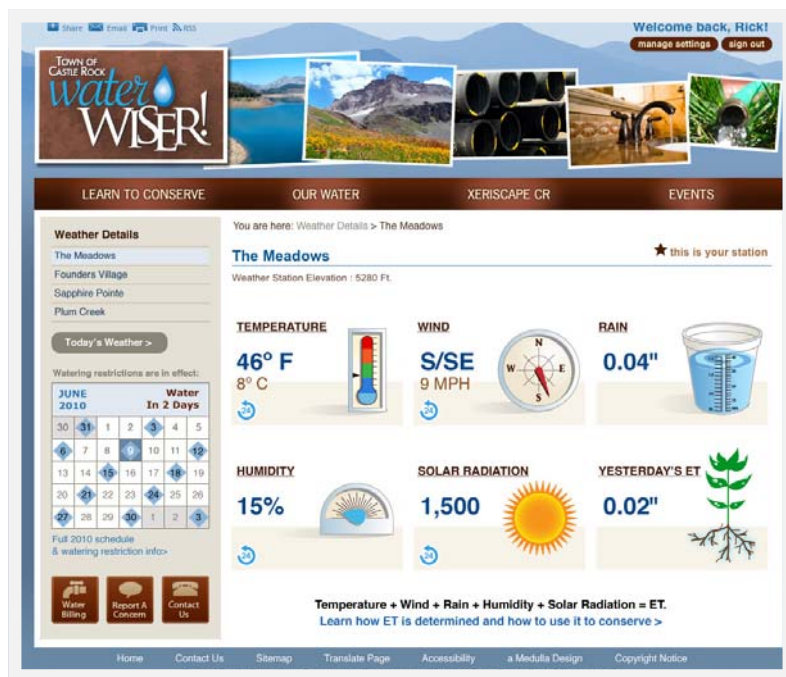 Share Email Print RSS
Welcome back, Rick!
manage settings sign out
TOWN OF
CASTLE ROCK
water
WISER!
LEARN TO CONSERVE OUR WATER XERISCAPE CR EVENTS
Weather Details
The Meadows
Founders Village
Sapphire Pointe
Plum Creek
Today's Weather >
Watering restrictions are in effect:
JUNE Water
2010 In 2 Days
30 31 1 2 3 4 5
6 7 8 9 10 11 12
13 14 15 16 17 18 19
20 21 22 23 24 25 26
27 28 29 30 1 2 3
Full 2010 schedule
& watering restriction info>
Water
Billing
Report A
Concern
Contact
Us
You are here: Weather Details > The Meadows
The Meadows
this is your station
Weather Station Elevation : 5280 Ft.
TEMPERATURE
46° F
8° C
24
WIND
S/SE
9 MPH
24
N
W E
S
RAIN
0.04"
HUMIDITY
15%
24
SOLAR RADIATION
1,500
24
YESTERDAY'S ET
0.02"
Temperature + Wind + Rain + Humidity + Solar Radiation = ET.
Learn how ET is determined and how to use it to conserve >
Home Contact Us Sitemap Translate Page Accessibility a Medulla Design Copyright Notice